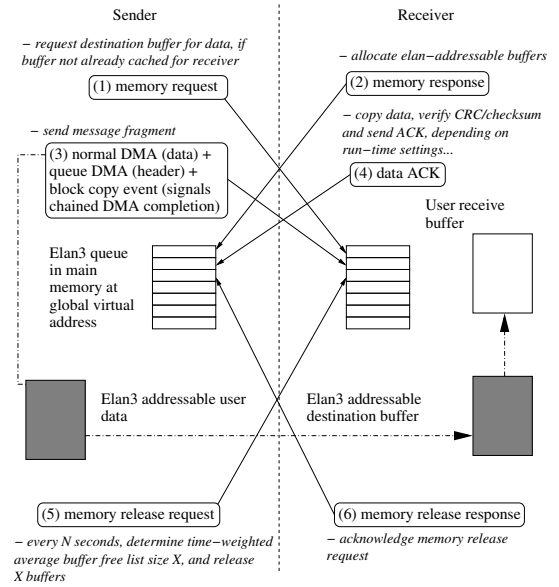 Sender
Receiver
– request destination buffer for data, if
buffer not already cached for receiver
(1) memory request
– allocate elan–addressable buffers
(2) memory response
– copy data, verify CRC/checksum
and send ACK, depending on
run–time settings...
(4) data ACK
– send message fragment
(3) normal DMA (data) +
queue DMA (header) +
block copy event (signals
chained DMA completion)
User receive
buffer
Elan3 queue
in main
memory at
global virtual
address
Elan3 addressable user
data
Elan3 addressable
destination buffer
(5) memory release request
– every N seconds, determine time–weighted
average buffer free list size X, and release
X buffers
(6) memory release response
– acknowledge memory release
request